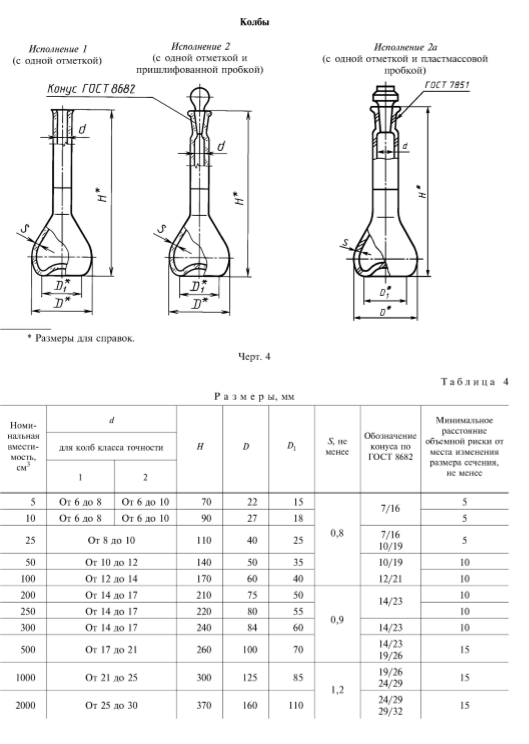 Колбы
Исполнение 1
(с одной отметкой)
Исполнение 2
(с одной отметкой и
пришлифованной пробкой)
Исполнение 2а
(с одной отметкой и пластмассовой
пробкой)
Конус ГОСТ 8682
ГОСТ 7851
d
d
d
H*
H*
H*
S
S
S
D₁*
D*
D₁*
D*
D₁*
D*
* Размеры для справок.
Черт. 4
Таблица 4
Размеры, мм
Номи-
нальная
вмести-
мость,
см³
d
для колб класса точности
1
2
H
D
D₁
S, не
менее
Обозначение
конуса по
ГОСТ 8682
Минимальное
расстояние
объемной риски от
места изменения
размера сечения,
не менее
5 От 6 до 8 От 6 до 10 70 22 15 0,8 7/16 5
10 От 6 до 8 От 6 до 10 90 27 18 5
25 От 8 до 10 110 40 25 7/16 10/19 5
50 От 10 до 12 140 50 35 10/19 10
100 От 12 до 14 170 60 40 12/21 10
200 От 14 до 17 210 75 50 0,9 14/23 10
250 От 14 до 17 220 80 55 10
300 От 14 до 17 240 84 60 14/23 10
500 От 17 до 21 260 100 70 14/23 19/26 15
1000 От 21 до 25 300 125 85 1,2 19/26 24/29 15
2000 От 25 до 30 370 160 110 24/29 29/32 15